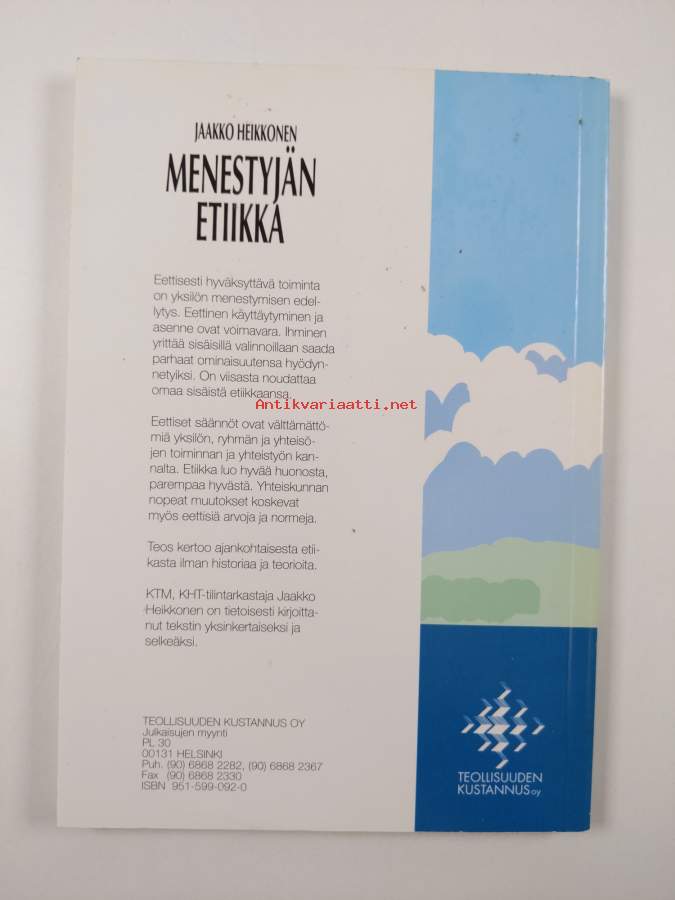 JAAKKO HEIKKONEN
MENESTYJÄN
ETIIKKA
Eettisesti hyväksyttävä toiminta
on yksilön menestymisen edel-
lytys. Eettinen käyttäytyminen ja
asenne ovat voimavara. Ihminen
yrittää sisäisillä valinnoillaan saada
parhaat ominaisuutensa hyödyn-
netyiksi. On viisasta noudattaa
omaa sisäistä etiikkaansa.
Antikvariaatti.net
Eettiset säännöt ovat välttämättö-
miä yksilön, ryhmän ja yhteisö-
jen toiminnan ja yhteistyön kan-
nalta. Etiikka luo hyvää huonosta,
parempaa hyvästä. Yhteiskunnan
nopeat muutokset koskevat
myös eettisiä arvoja ja normeja.
Teos kertoo ajankohtaisesta etii-
kasta ilman historiaa ja teorioita.
KTM, KHT-tilintarkastaja Jaakko
Heikkonen on tietoisesti kirjoitta-
nut tekstin yksinkertaiseksi ja
selkeäksi.
TEOLLISUUDEN KUSTANNUS OY
Julkaisujen myynti
PL 30
00131 HELSINKI
Puh. (90) 6868 2282, (90) 6868 2367
Fax (90) 6868 2330
ISBN 951-599-092-0
TEOLLISUUDEN
KUSTANNUS oy